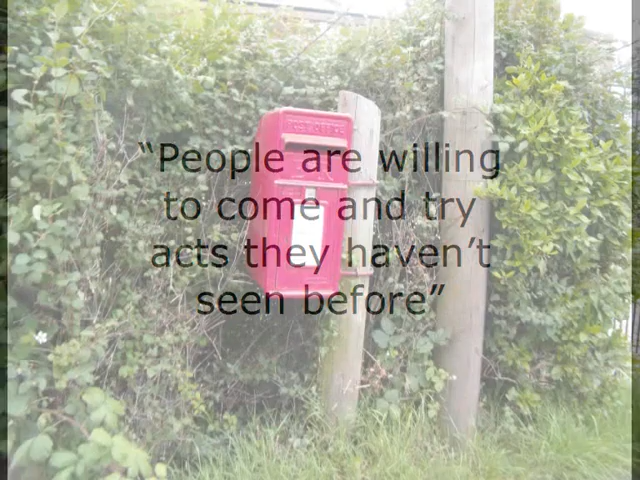 “People are willing
to come and try
acts they haven’t
seen before”